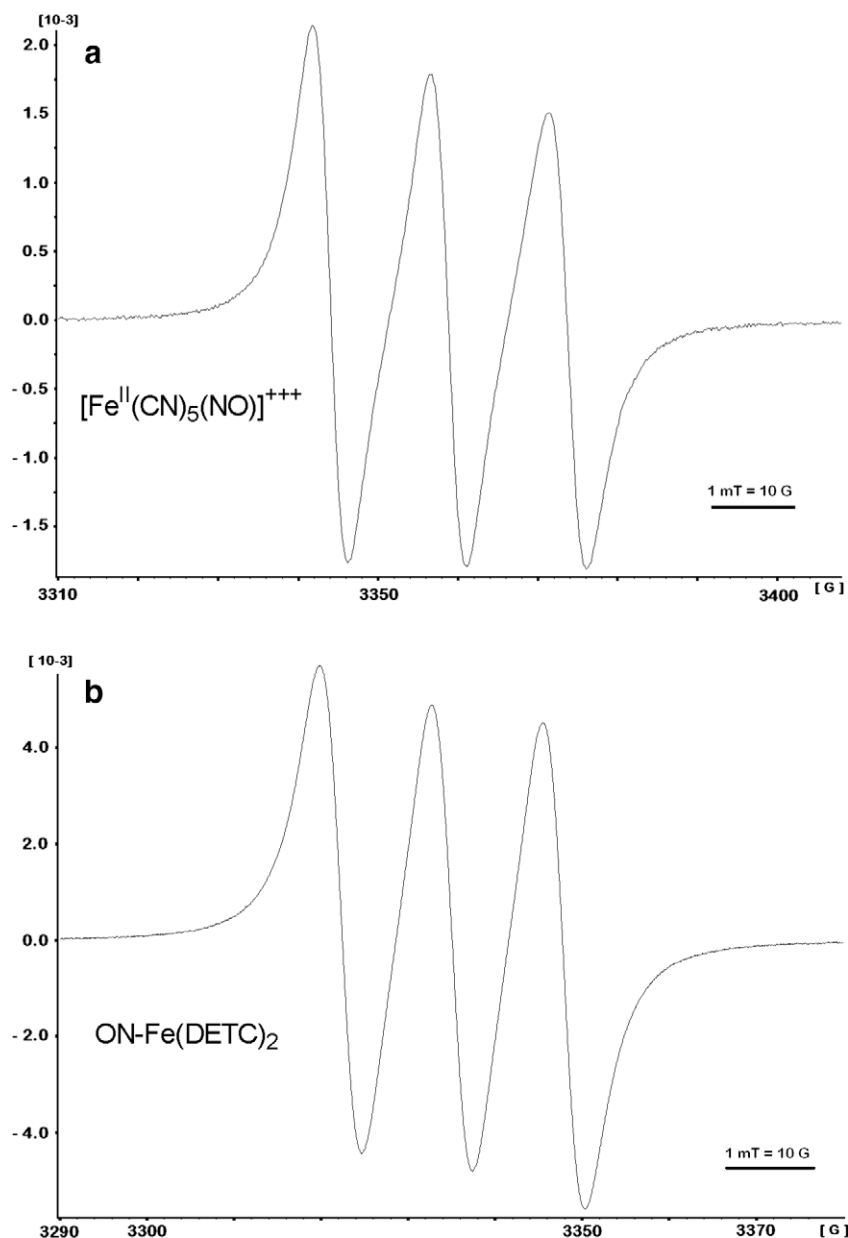 [10-3]
a
2.0
1.5
1.0
0.5
0.0
- 0.5
- 1.0
- 1.5
[Fe^II(CN)5(NO)]^+++
1 mT = 10 G
3310 3350 3400 [ G ]
[ 10-3]
b
4.0
2.0
0.0
- 2.0
- 4.0
ON-Fe(DETC)2
1 mT = 10 G
3290 3300 3350 3370 [ G ]